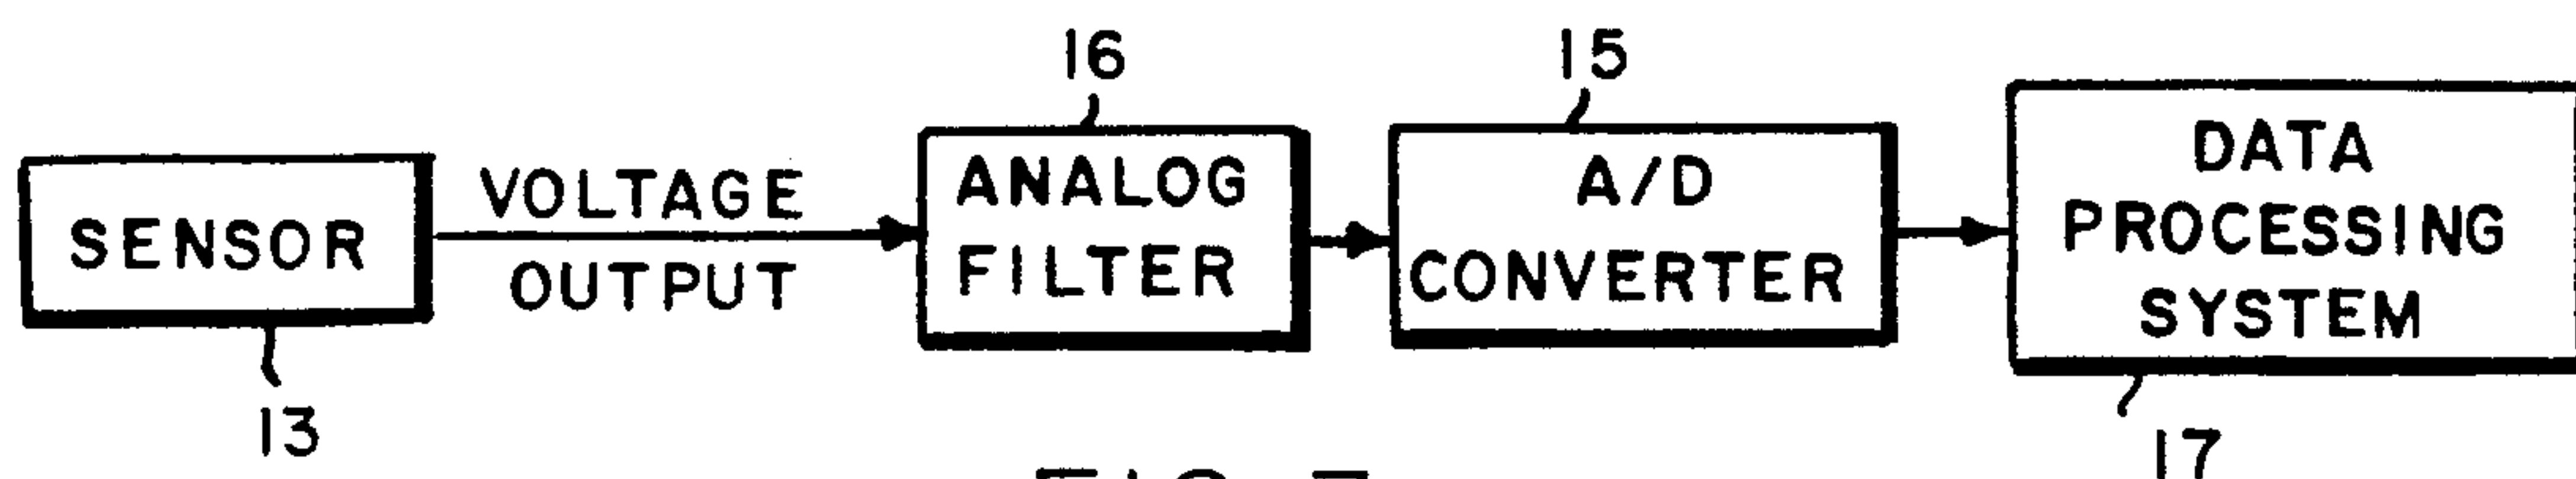 16
15
SENSOR
VOLTAGE
OUTPUT
ANALOG
FILTER
A/D
CONVERTER
DATA
PROCESSING
SYSTEM
13
17